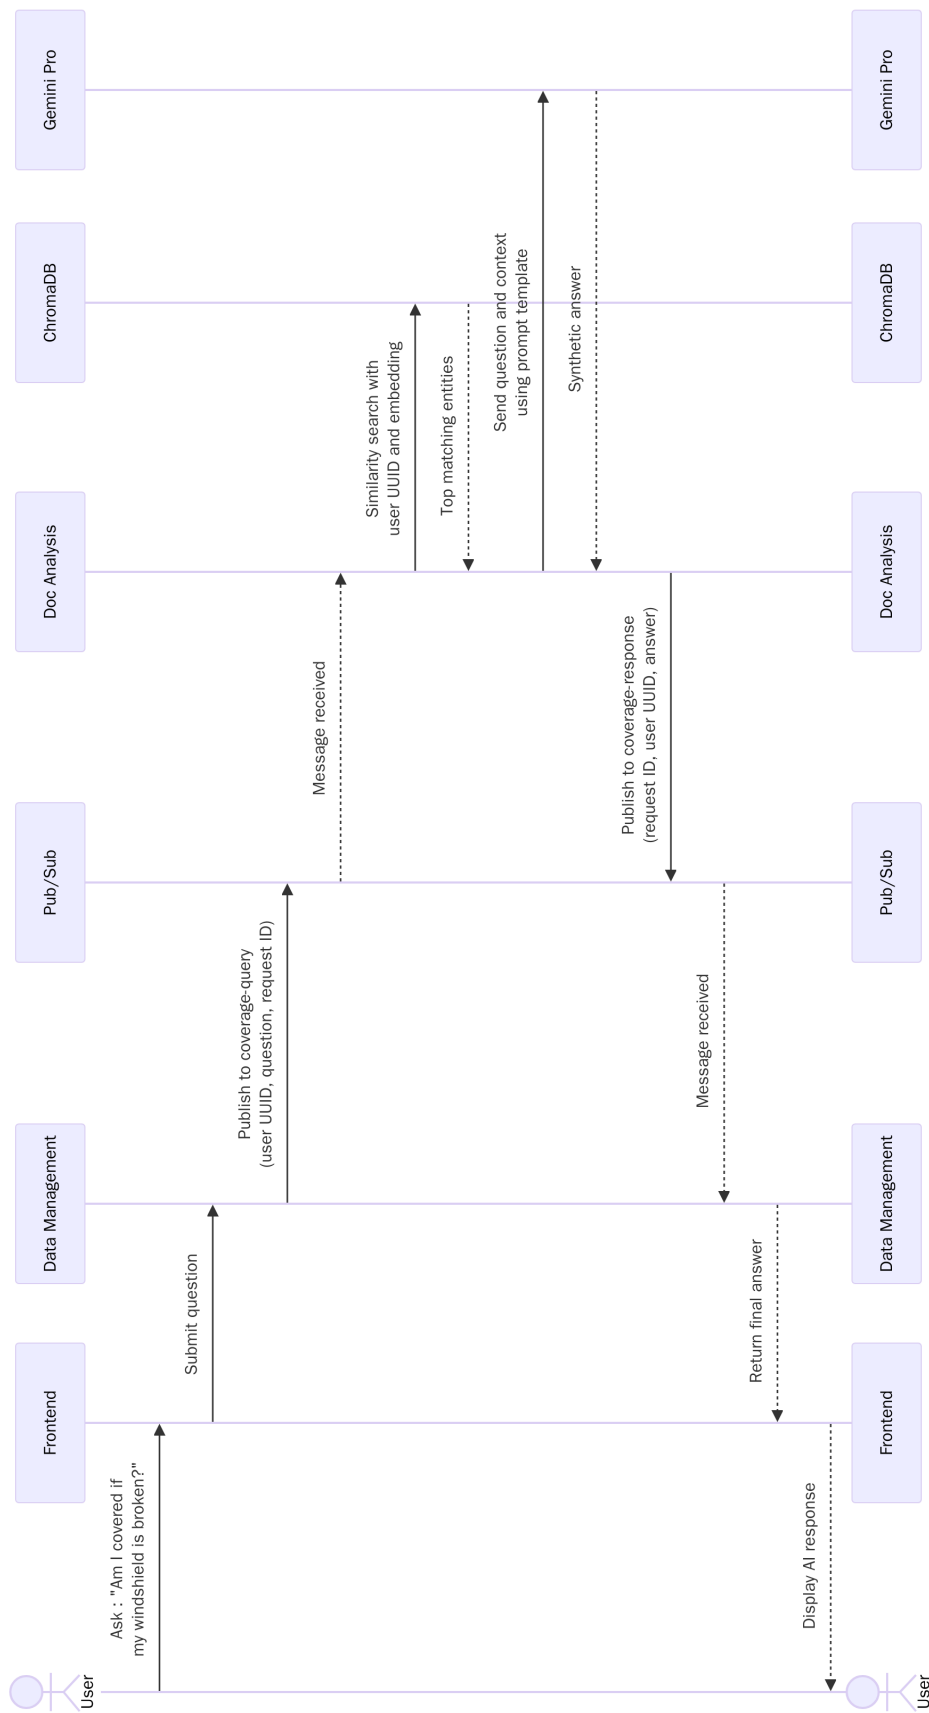 User
Frontend
Data Management
Pub/Sub
Doc Analysis
ChromaDB
Gemini Pro
Ask : "Am I covered if
my windshield is broken?"
Submit question
Publish to coverage-query
(user UUID, question, request ID)
Message received
Similarity search with
user UUID and embedding
Top matching entities
Send question and context
using prompt template
Synthetic answer
Publish to coverage-response
(request ID, user UUID, answer)
Message received
Return final answer
Display AI response
User
Frontend
Data Management
Pub/Sub
Doc Analysis
ChromaDB
Gemini Pro